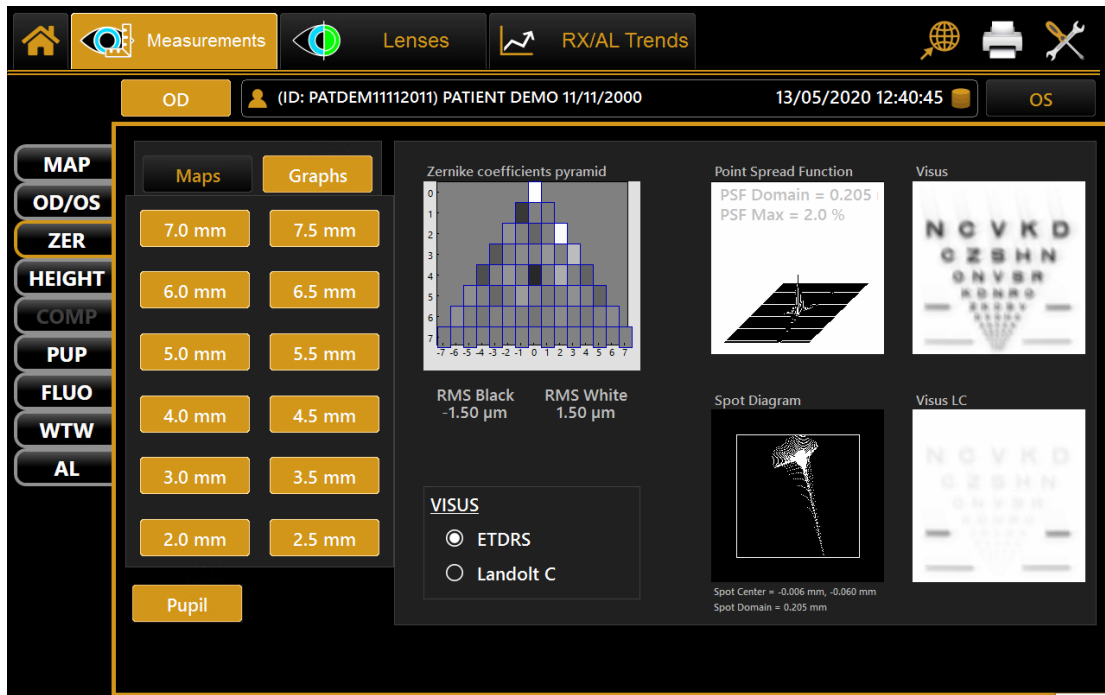 Measurements
Lenses
RX/AL Trends
OD
(ID: PATDEM11112011) PATIENT DEMO 11/11/2000
13/05/2020 12:40:45
OS
MAP
OD/OS
ZER
HEIGHT
COMP
PUP
FLUO
WTW
AL
Maps
Graphs
7.0 mm
7.5 mm
6.0 mm
6.5 mm
5.0 mm
5.5 mm
4.0 mm
4.5 mm
3.0 mm
3.5 mm
2.0 mm
2.5 mm
Pupil
Zernike coefficients pyramid
0
1
2
3
4
5
6
7
-7 -6 -5 -4 -3 -2 -1 0 1 2 3 4 5 6 7
RMS Black
-1.50 µm
RMS White
1.50 µm
VISUS
ETDRS
Landolt C
Point Spread Function
PSF Domain = 0.205
PSF Max = 2.0 %
Spot Diagram
Spot Center = -0.006 mm, -0.060 mm
Spot Domain = 0.205 mm
Visus
N C V K D
C Z S H N
O N V S R
K D N R O
Visus LC
N C V K D
C Z S H N